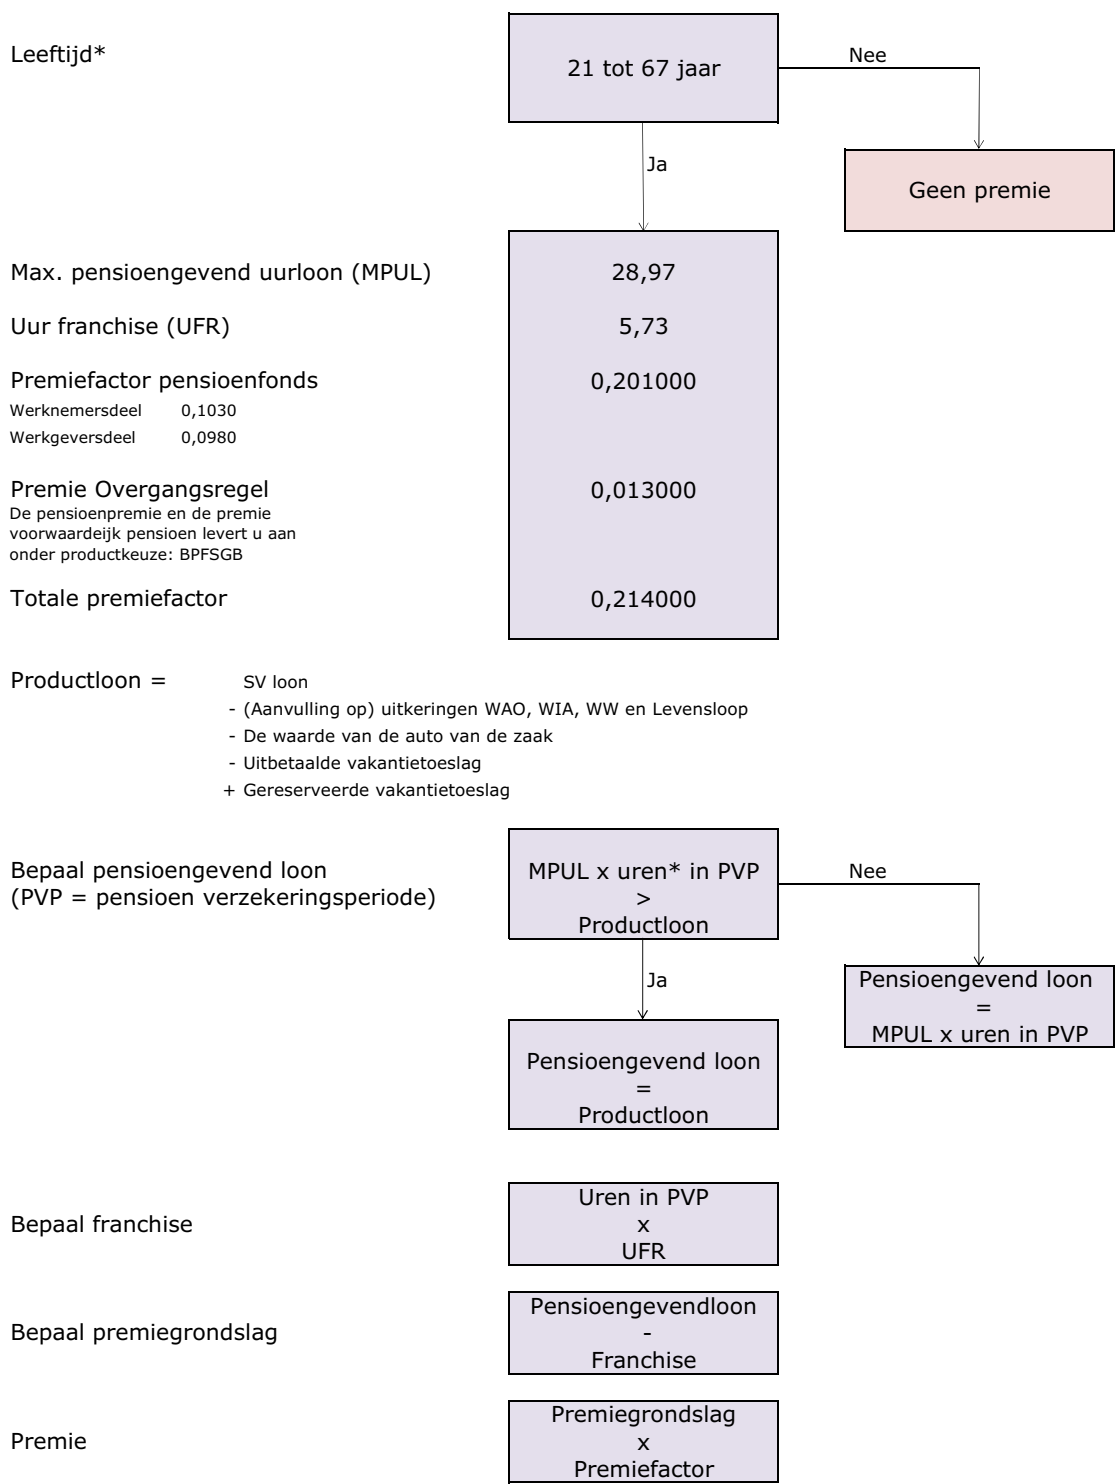 Leeftijd*
21 tot 67 jaar
Nee
Ja
Geen premie
Max. pensioengevend uurloon (MPUL)
28,97
Uur franchise (UFR)
5,73
Premiefactor pensioenfonds
0,201000
Werknemersdeel 0,1030
Werkgeversdeel 0,0980
Premie Overgangsregel
0,013000
De pensioenpremie en de premie
voorwaardeijk pensioen levert u aan
onder productkeuze: BPFSGB
Totale premiefactor
0,214000
Productloon = SV loon
- (Aanvulling op) uitkeringen WAO, WIA, WW en Levensloop
- De waarde van de auto van de zaak
- Uitbetaalde vakantietoeslag
+ Gereserveerde vakantietoeslag
Bepaal pensioengevend loon
(PVP = pensioen verzekeringsperiode)
MPUL x uren* in PVP
>
Productloon
Nee
Ja
Pensioengevend loon
=
MPUL x uren in PVP
Pensioengevend loon
=
Productloon
Bepaal franchise
Uren in PVP
x
UFR
Bepaal premiegrondslag
Pensioengevendloon
-
Franchise
Premie
Premiegrondslag
x
Premiefactor